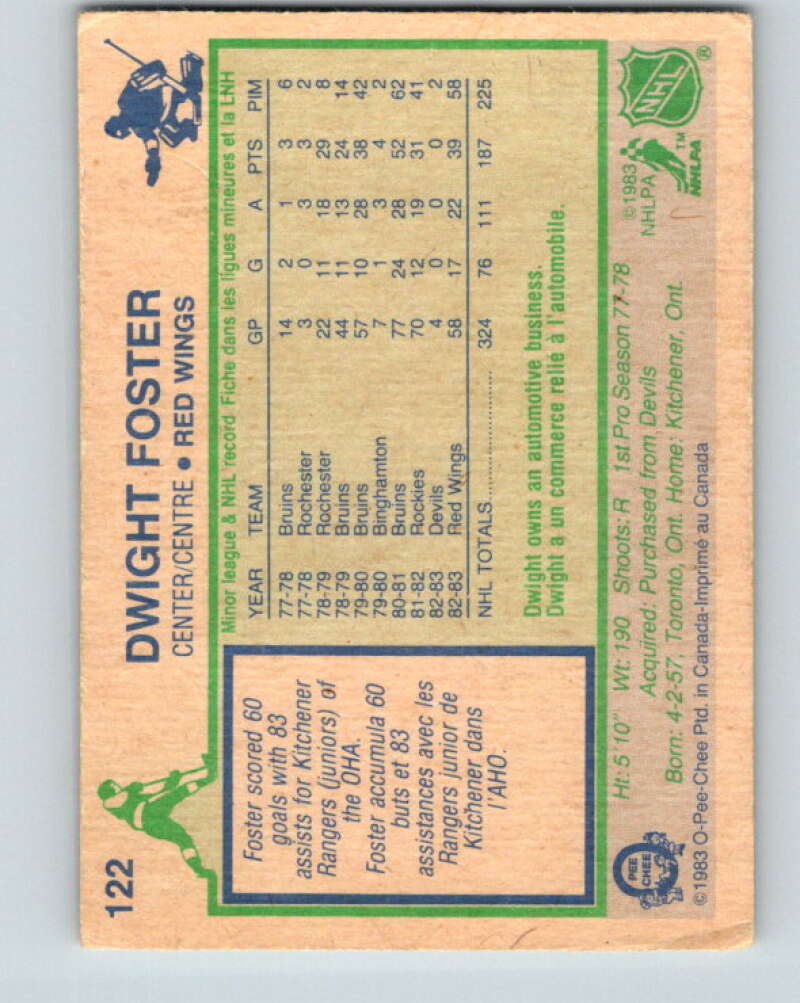 122
DWIGHT FOSTER
CENTER/CENTRE • RED WINGS
Foster scored 60
goals with 83
assists for Kitchener
Rangers (juniors) of
the OHA.
Foster accumula 60
buts et 83
assistances avec les
Rangers junior de
Kitchener dans
l'AHO.
Minor league & NHL record Fiche dans les ligues mineures et la LNH
YEAR TEAM GP G A PTS PIM
77-78 Bruins 14 2 1 3 6
77-78 Rochester 3 0 3 3 2
78-79 Rochester 22 11 18 29 8
78-79 Bruins 44 11 13 24 14
79-80 Bruins 57 10 28 38 42
79-80 Binghamton 7 1 3 4 2
80-81 Bruins 77 24 28 52 62
81-82 Rockies 70 12 19 31 41
82-83 Devils 4 0 0 0 2
82-83 Red Wings 58 17 22 39 58
NHL TOTALS 324 76 111 187 225
Dwight owns an automotive business.
Dwight a un commerce relié à l'automobile.
Ht: 5'10" Wt: 190 Shoots: R 1st Pro Season 77-78
Acquired: Purchased from Devils
Born: 4-2-57, Toronto, Ont. Home: Kitchener, Ont.
©1983 O-Pee-Chee Ptd. in Canada-Imprimé au Canada
PEE
CHEE
NHL ®
©1983
NHLPA
NHLPA TM